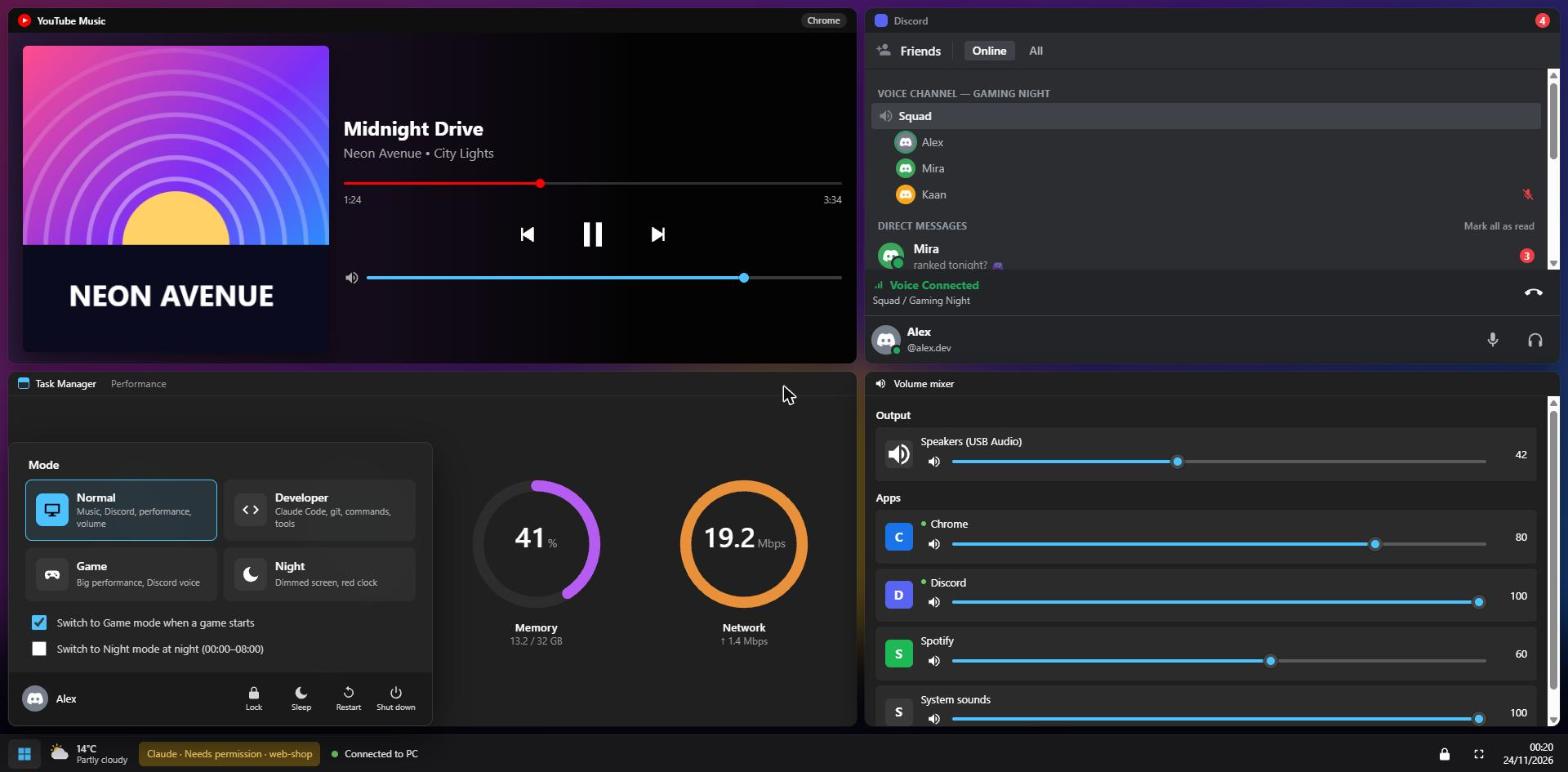 YouTube Music
Chrome
NEON AVENUE
Midnight Drive
Neon Avenue • City Lights
1:24
3:34
Discord
4
Friends
Online
All
VOICE CHANNEL — GAMING NIGHT
Squad
Alex
Mira
Kaan
DIRECT MESSAGES
Mark all as read
Mira
ranked tonight? 🎮
3
Voice Connected
Squad / Gaming Night
Alex
@alex.dev
Task Manager
Performance
Mode
Normal
Music, Discord, performance,
volume
Developer
Claude Code, git, commands,
tools
Game
Big performance, Discord voice
Night
Dimmed screen, red clock
Switch to Game mode when a game starts
Switch to Night mode at night (00:00–08:00)
Alex
Lock
Sleep
Restart
Shut down
41 %
Memory
13.2 / 32 GB
19.2 Mbps
Network
↑ 1.4 Mbps
Volume mixer
Output
Speakers (USB Audio)
42
Apps
C
Chrome
80
D
Discord
100
S
Spotify
60
S
System sounds
100
14°C
Partly cloudy
Claude · Needs permission · web-shop
Connected to PC
00:20
24/11/2026